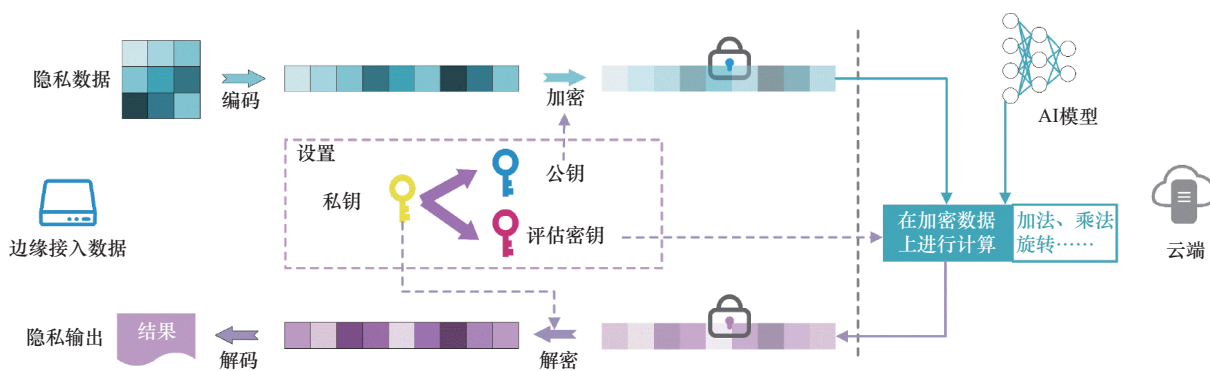 隐私数据
编码
加密
AI模型
设置
私钥
公钥
评估密钥
边缘接入数据
在加密数据
上进行计算
加法、乘法
旋转……
云端
隐私输出
结果
解码
解密